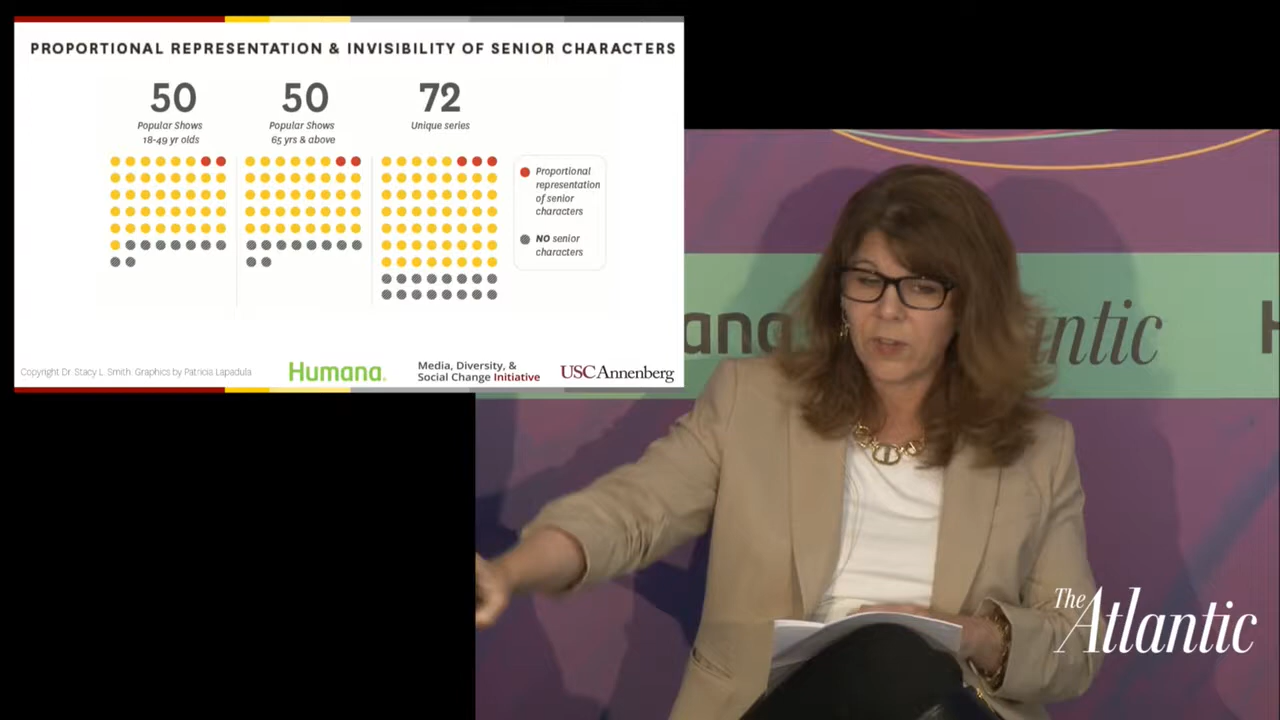 PROPORTIONAL REPRESENTATION & INVISIBILITY OF SENIOR CHARACTERS
50
Popular Shows
18-49 yr olds
50
Popular Shows
65 yrs & above
72
Unique series
Proportional
representation
of senior
characters
NO senior
characters
Copyright Dr. Stacy L. Smith. Graphics by Patricia Lapadula
Humana.
Media, Diversity, &
Social Change Initiative
USC Annenberg
ana
antic
H
The
Atlantic